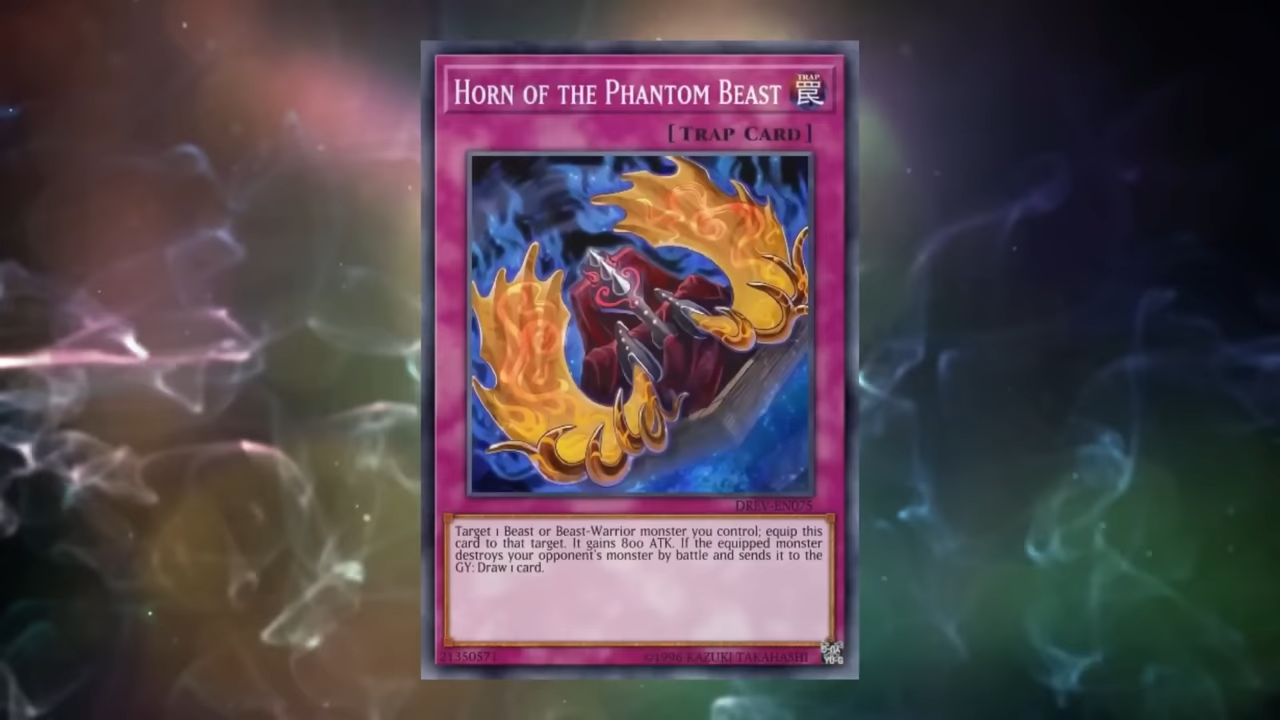 HORN OF THE PHANTOM BEAST
TRAP
罠
[TRAP CARD]
DREV-EN075
Target 1 Beast or Beast-Warrior monster you control; equip this
card to that target. It gains 800 ATK. If the equipped monster
destroys your opponent's monster by battle and sends it to the
GY: Draw 1 card.
21350571
©1996 KAZUKI TAKAHASHI